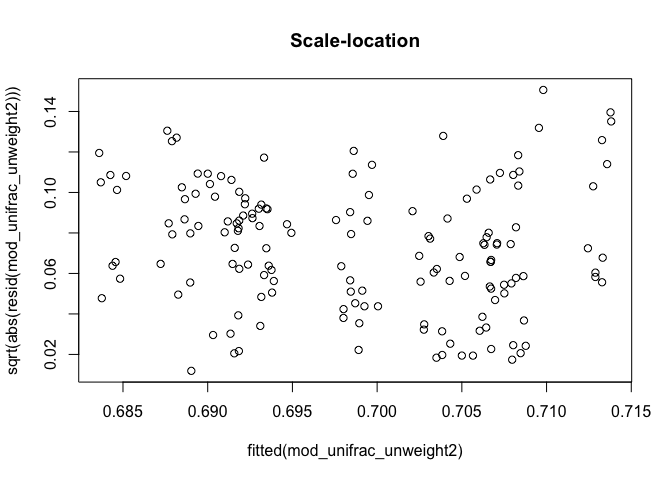 Scale-location
sqrt(abs(resid(mod_unifrac_unweight2)))
0.14
0.10
0.06
0.02
0.685 0.690 0.695 0.700 0.705 0.710 0.715
fitted(mod_unifrac_unweight2)